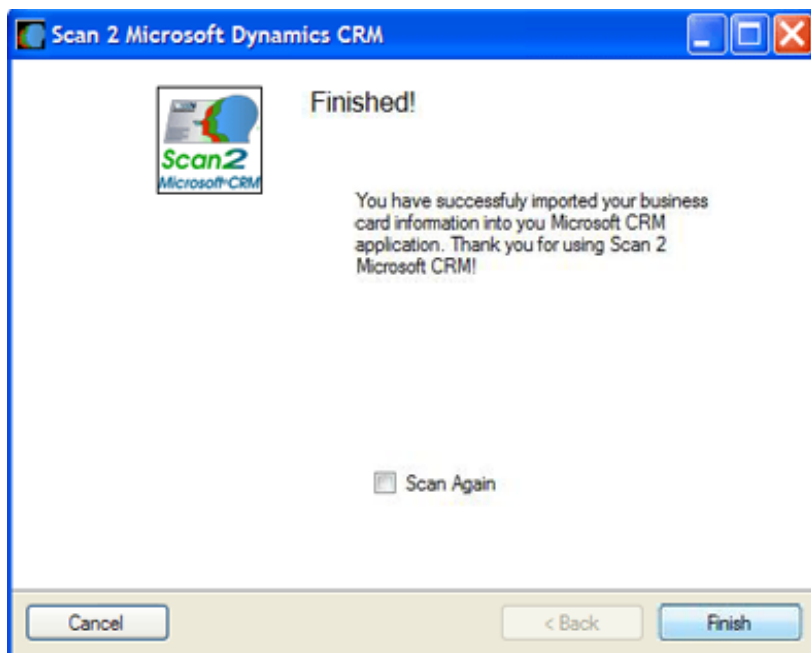 Scan 2 Microsoft Dynamics CRM
Finished!
Scan2
Microsoft CRM
You have successfuly imported your business
card information into you Microsoft CRM
application. Thank you for using Scan 2
Microsoft CRM!
Scan Again
Cancel
< Back
Finish